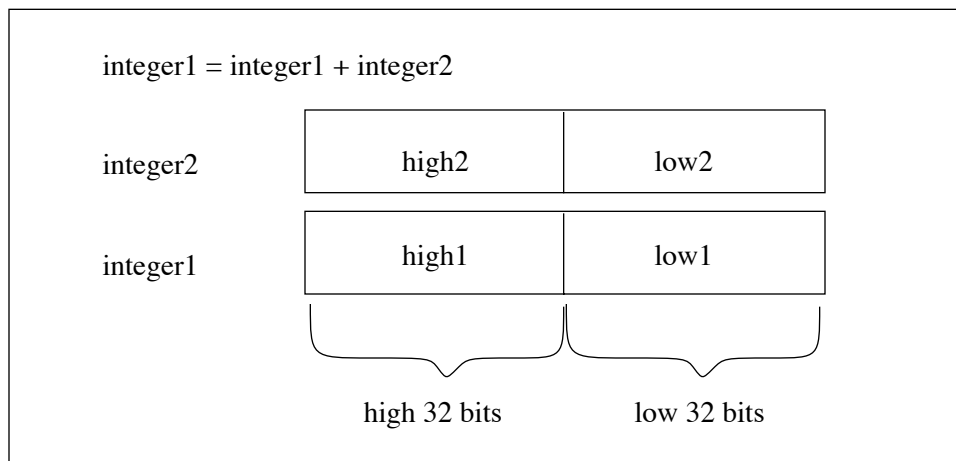 integer1 = integer1 + integer2
integer2 high2 low2
integer1 high1 low1
high 32 bits low 32 bits